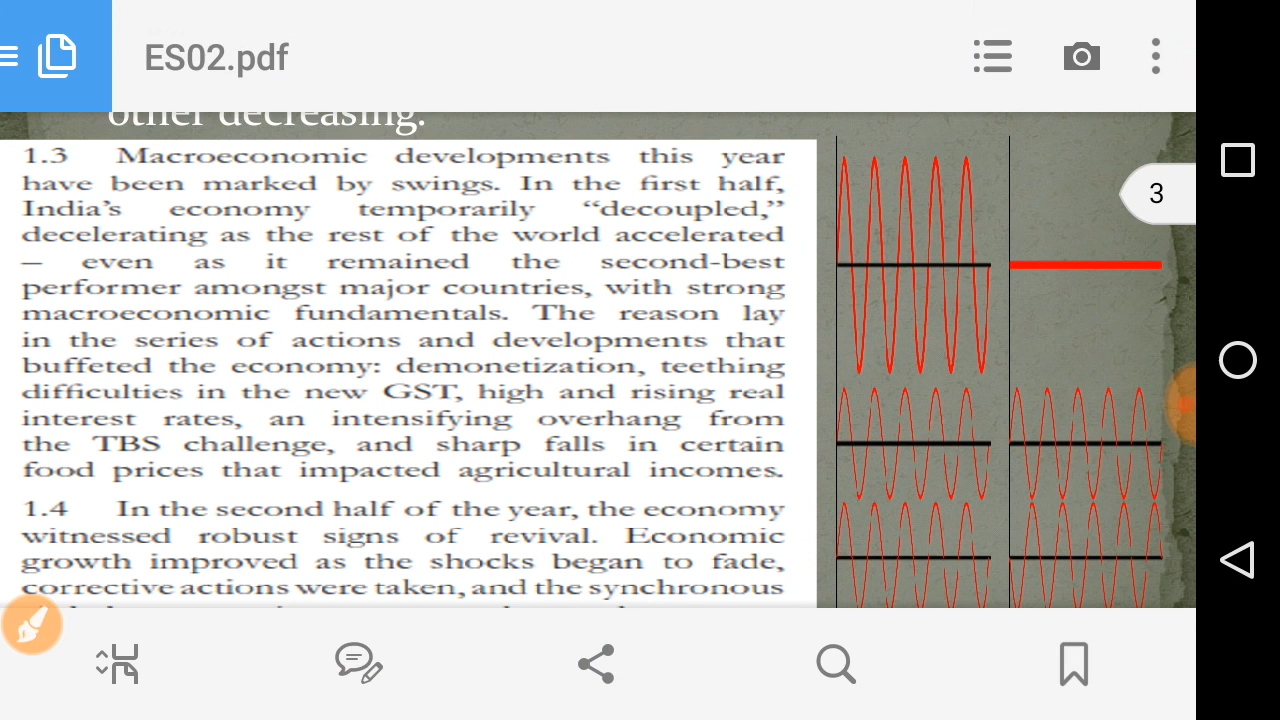 ES02.pdf
other decreasing.
1.3 Macroeconomic developments this year
have been marked by swings. In the first half,
India’s economy temporarily “decoupled,”
decelerating as the rest of the world accelerated
– even as it remained the second-best
performer amongst major countries, with strong
macroeconomic fundamentals. The reason lay
in the series of actions and developments that
buffeted the economy: demonetization, teething
difficulties in the new GST, high and rising real
interest rates, an intensifying overhang from
the TBS challenge, and sharp falls in certain
food prices that impacted agricultural incomes.
1.4 In the second half of the year, the economy
witnessed robust signs of revival. Economic
growth improved as the shocks began to fade,
corrective actions were taken, and the synchronous
3